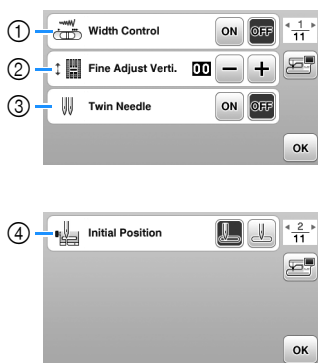 ① Width Control ON OFF 1
11
② Fine Adjust Verti. 00 − +
③ Twin Needle ON OFF
OK
④ Initial Position 2
11
OK